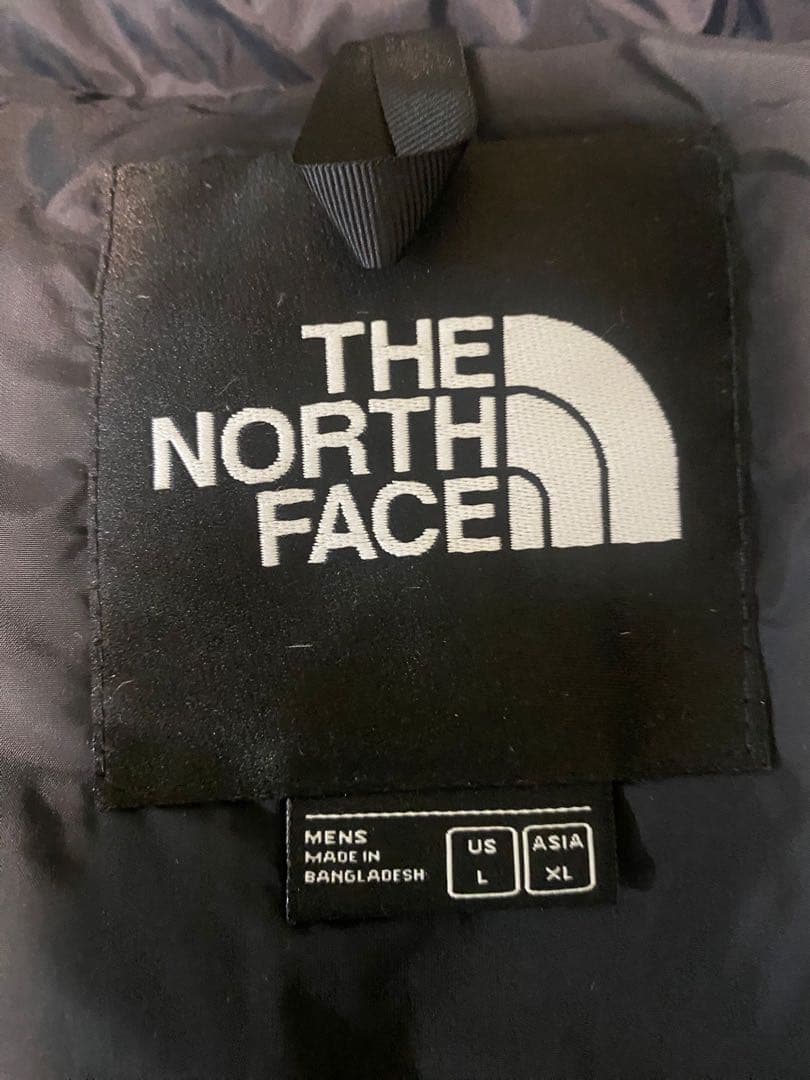 THE
NORTH
FACE
MENS
MADE IN
BANGLADESH
US
L
ASIA
XL